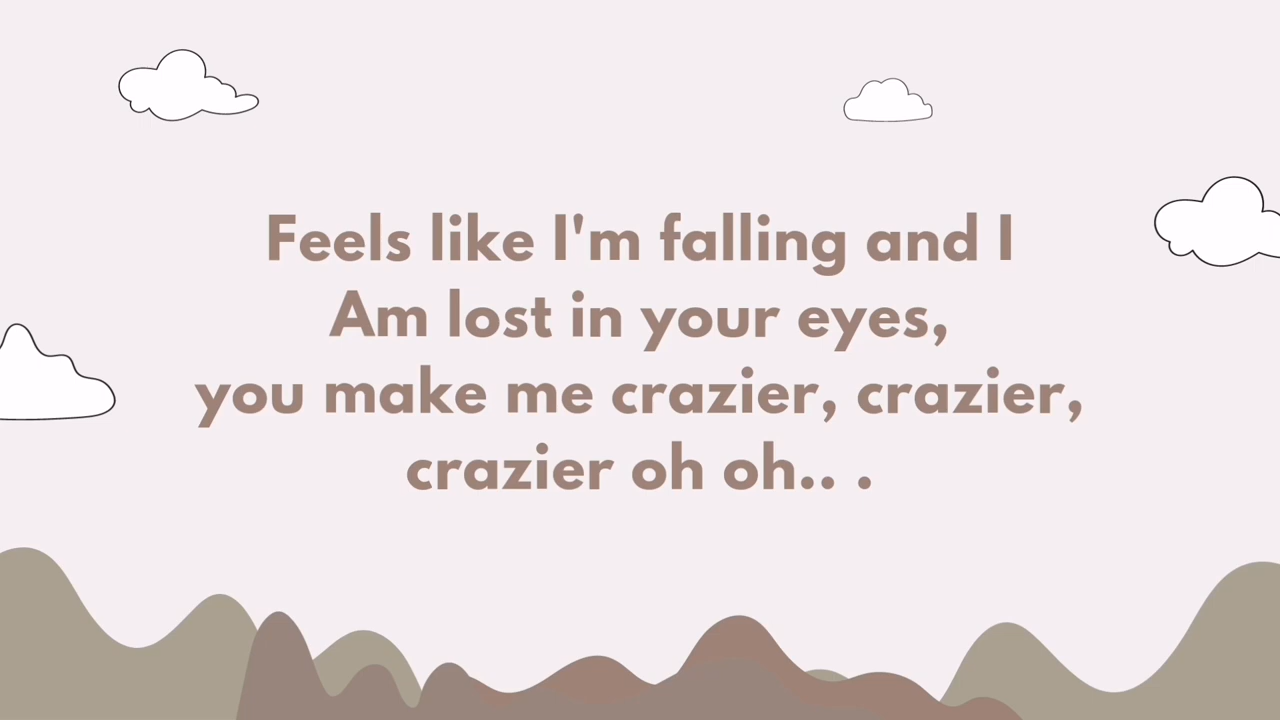 Feels like I'm falling and I
Am lost in your eyes,
you make me crazier, crazier,
crazier oh oh.. .